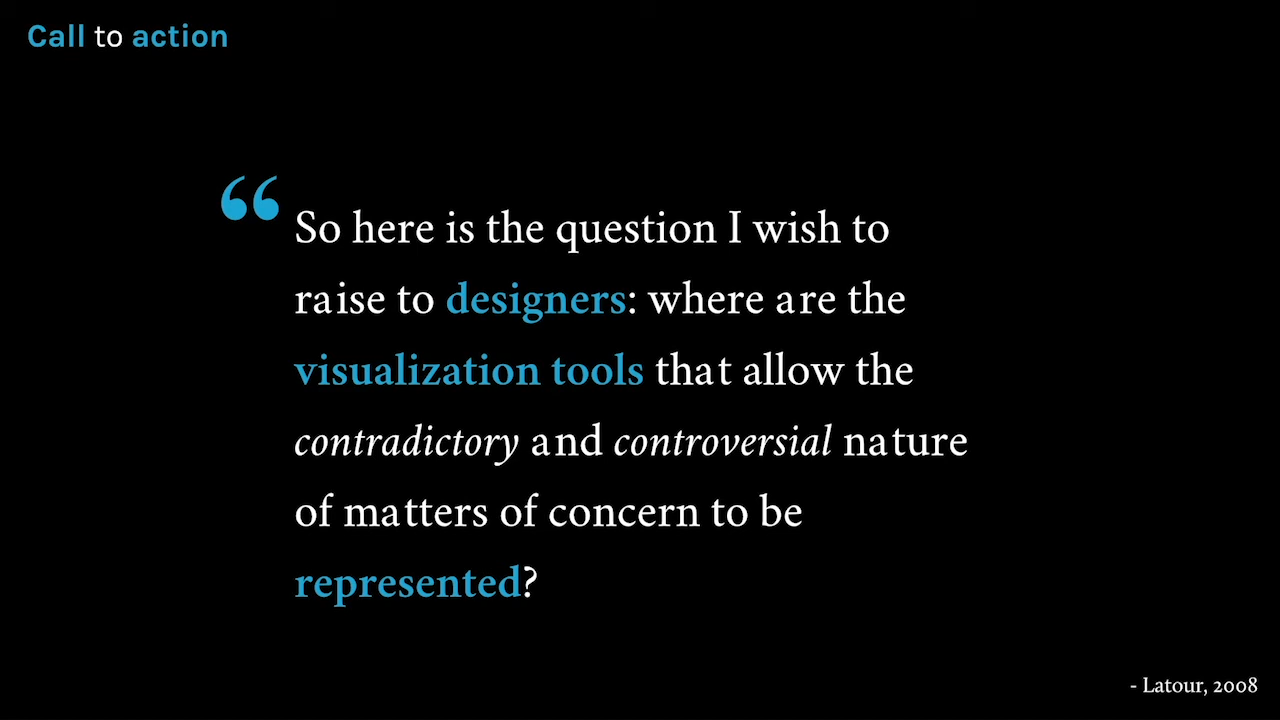 Call to action
“
So here is the question I wish to
raise to designers: where are the
visualization tools that allow the
contradictory and controversial nature
of matters of concern to be
represented?
- Latour, 2008